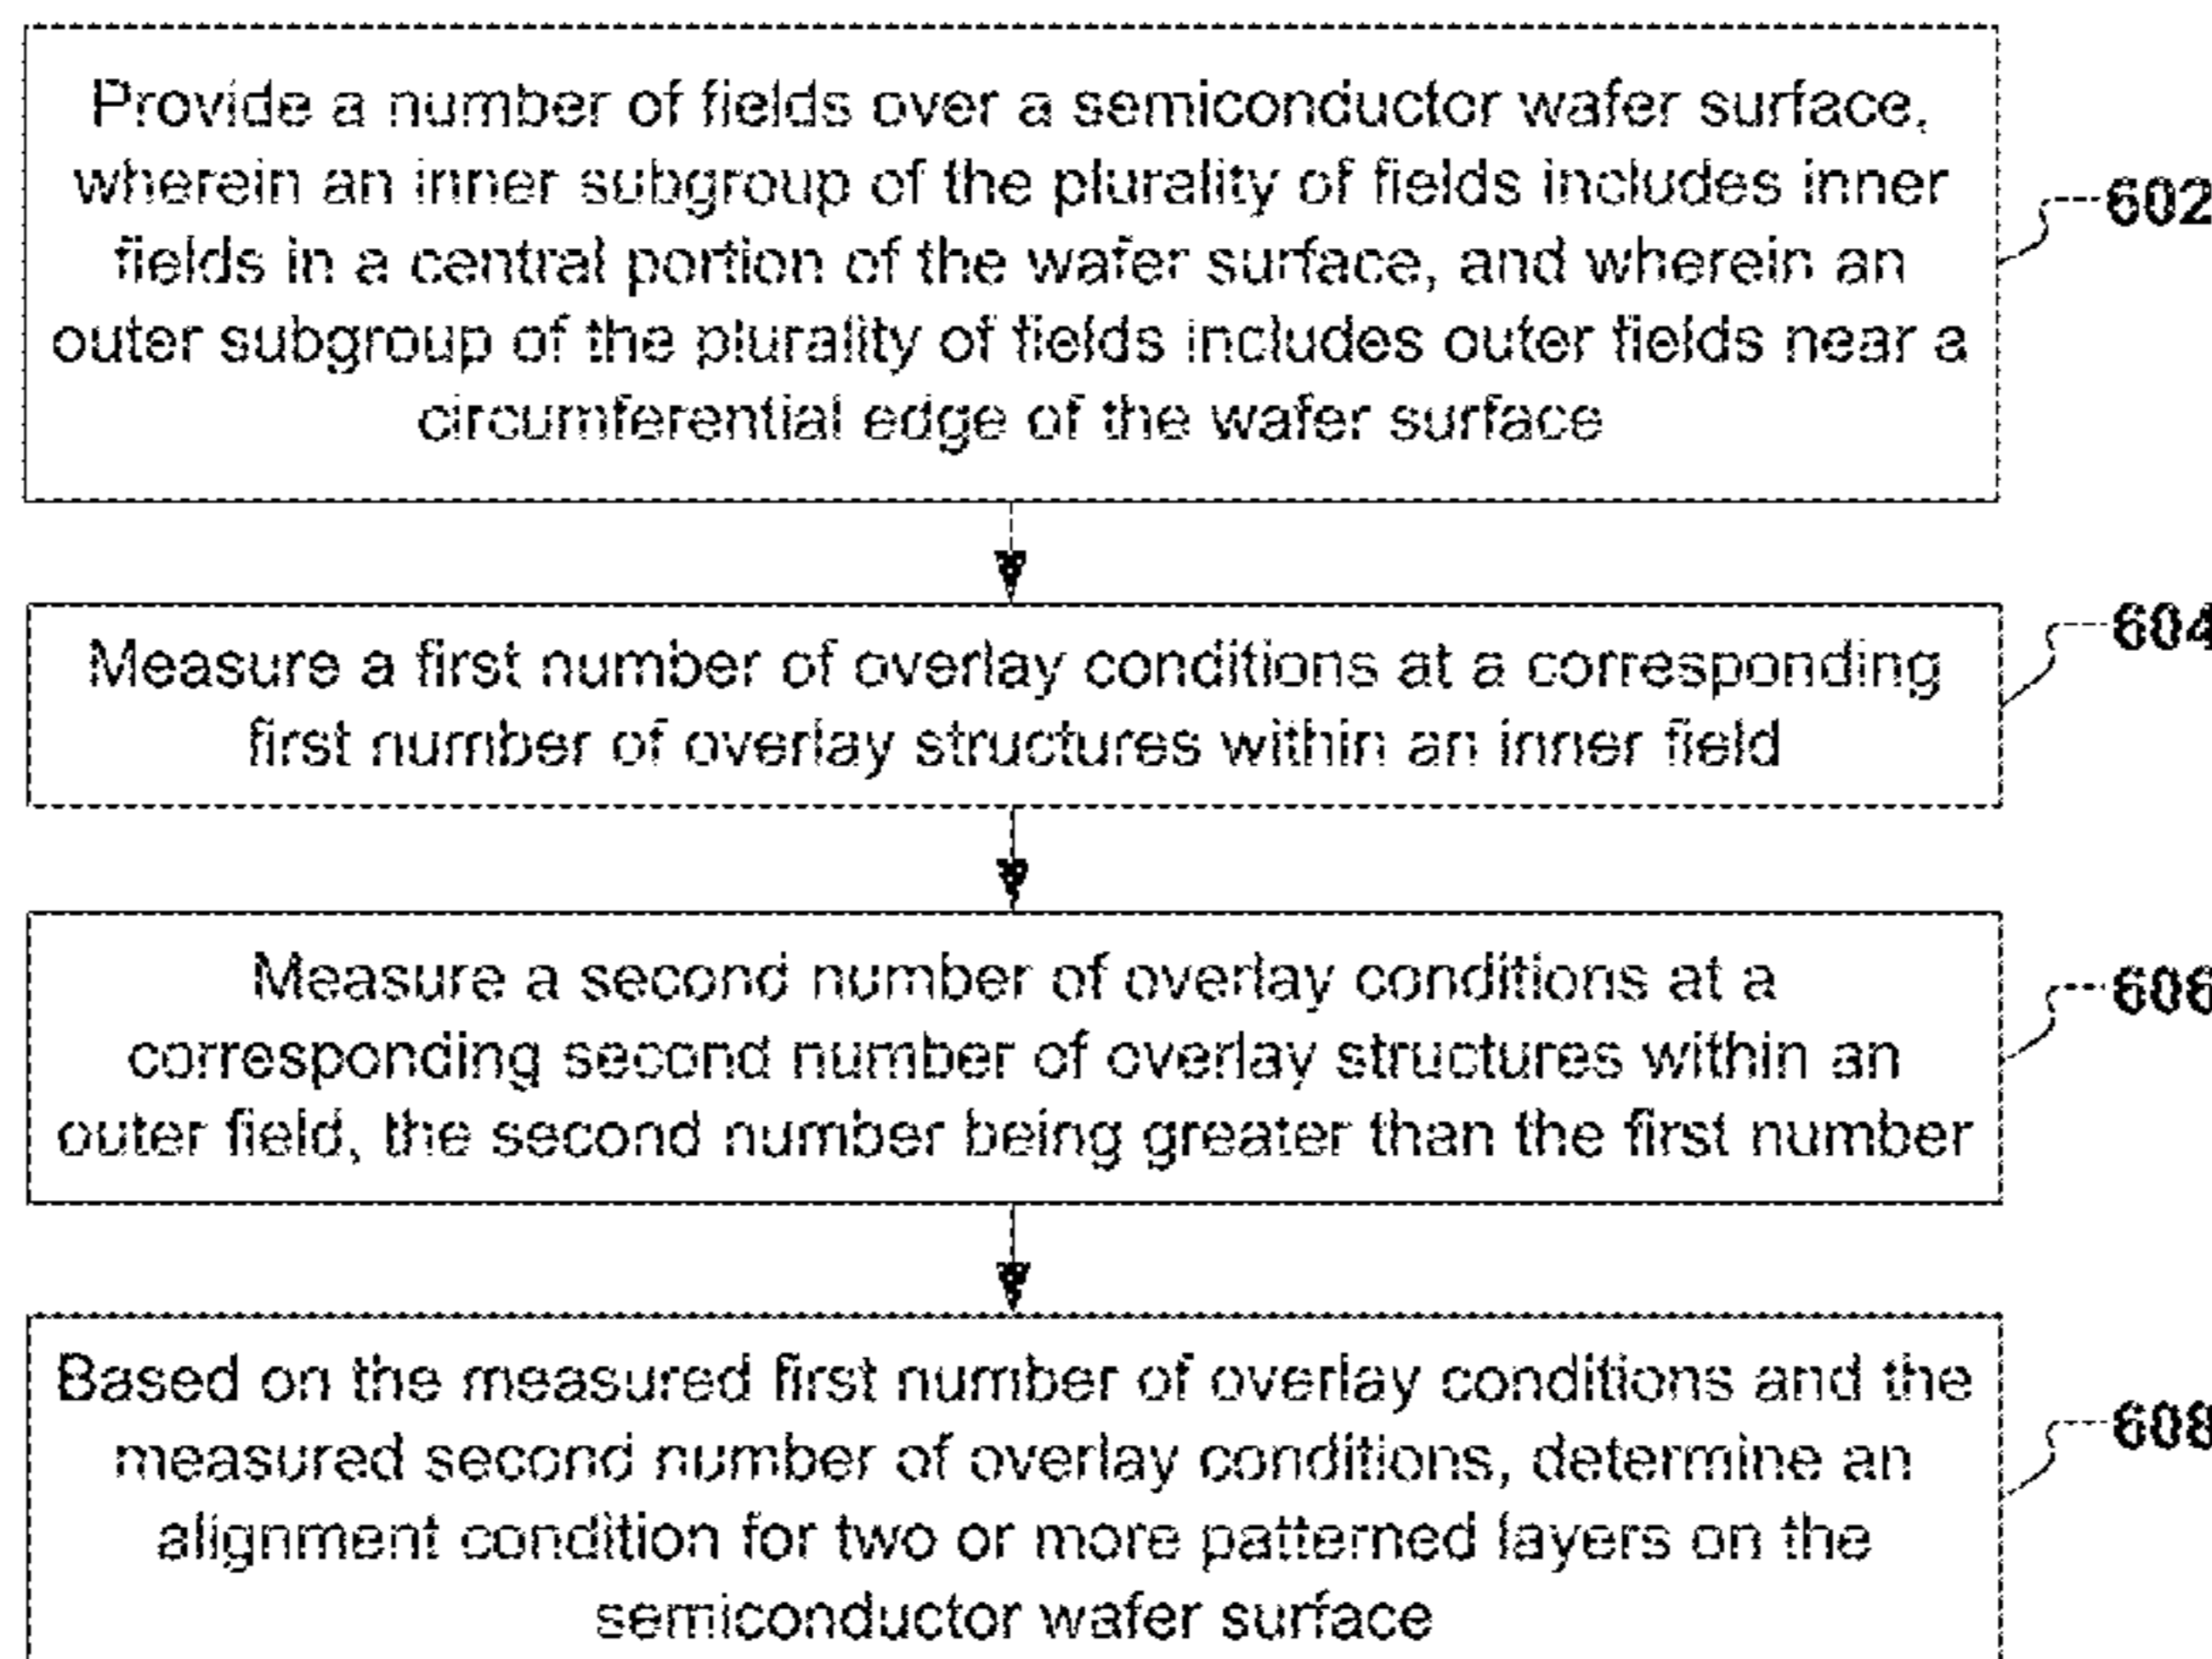 Provide a number of fields over a semiconductor wafer surface,
wherein an inner subgroup of the plurality of fields includes inner
fields in a central portion of the wafer surface, and wherein an
outer subgroup of the plurality of fields includes outer fields near a
circumferential edge of the wafer surface
602
Measure a first number of overlay conditions at a corresponding
first number of overlay structures within an inner field
604
Measure a second number of overlay conditions at a
corresponding second number of overlay structures within an
outer field, the second number being greater than the first number
606
Based on the measured first number of overlay conditions and the
measured second number of overlay conditions, determine an
alignment condition for two or more patterned layers on the
semiconductor wafer surface
608